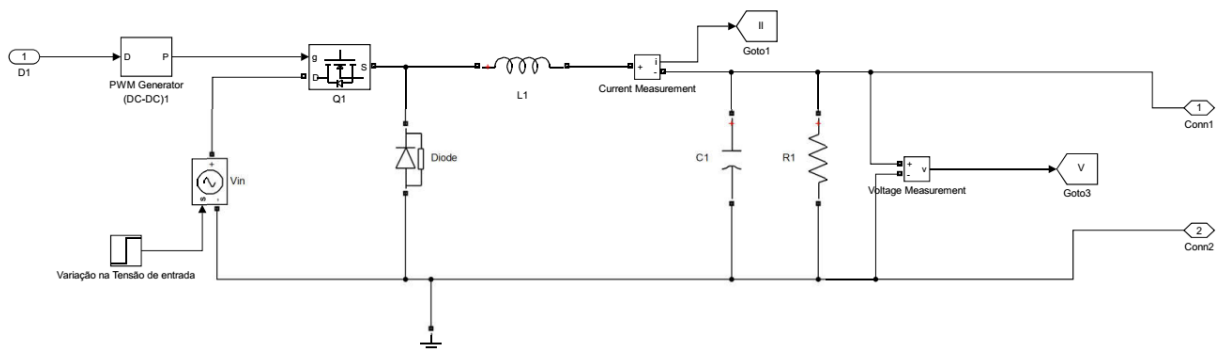 II
Goto1
1
D1
D
P
PWM Generator
(DC-DC)1
g
D
S
Q1
+
L1
+
i
-
Current Measurement
1
Conn1
+
Vin
s
-
Diode
+
C1
+
R1
+
-
v
Voltage Measurement
V
Goto3
2
Conn2
Variação na Tensão de entrada